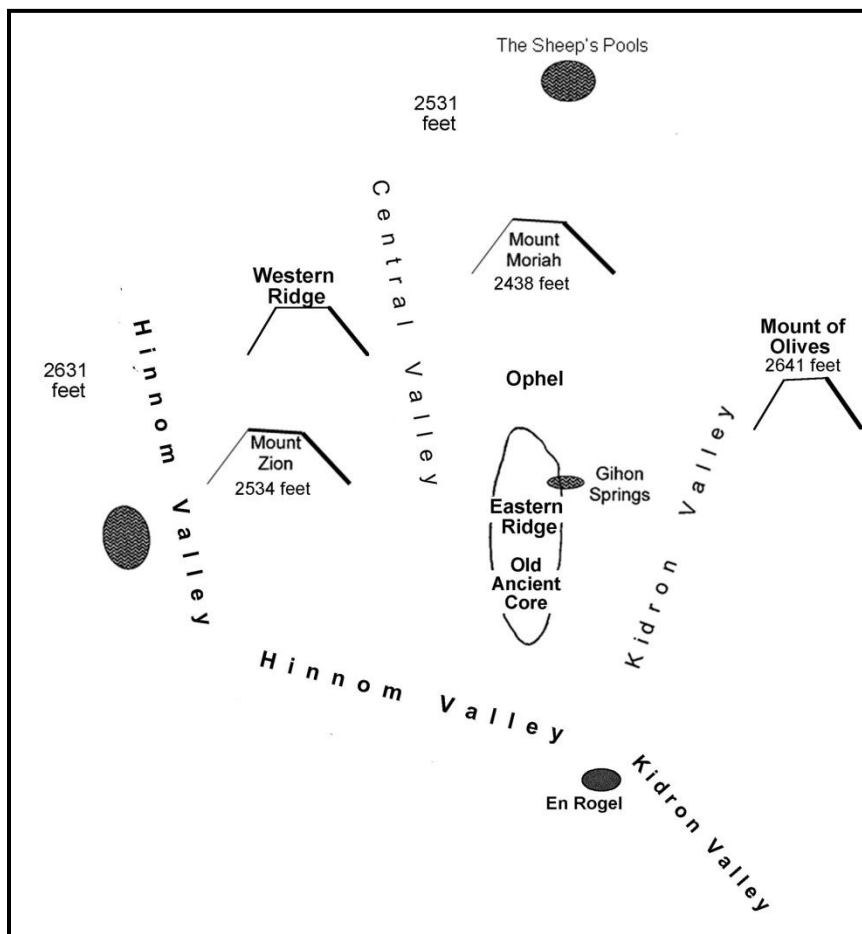 The Sheep's Pools
2531
feet
Central Valley
Mount
Moriah
2438 feet
Western
Ridge
Hinnom Valley
Mount of
Olives
2641 feet
2631
feet
Ophel
Mount
Zion
2534 feet
Gihon
Springs
Eastern
Ridge
Kidron Valley
Old
Ancient
Core
Hinnom Valley
En Rogel
Kidron Valley